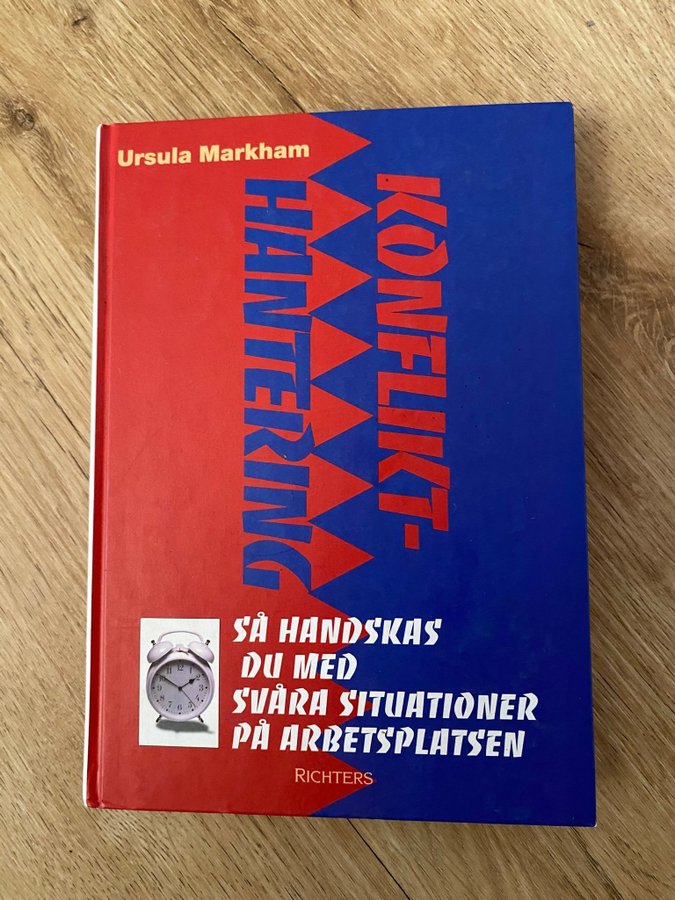 Ursula Markham
KONFLIKT-
HANTERING
SÅ HANDSKAS
DU MED
SVÅRA SITUATIONER
PÅ ARBETSPLATSEN
RICHTERS